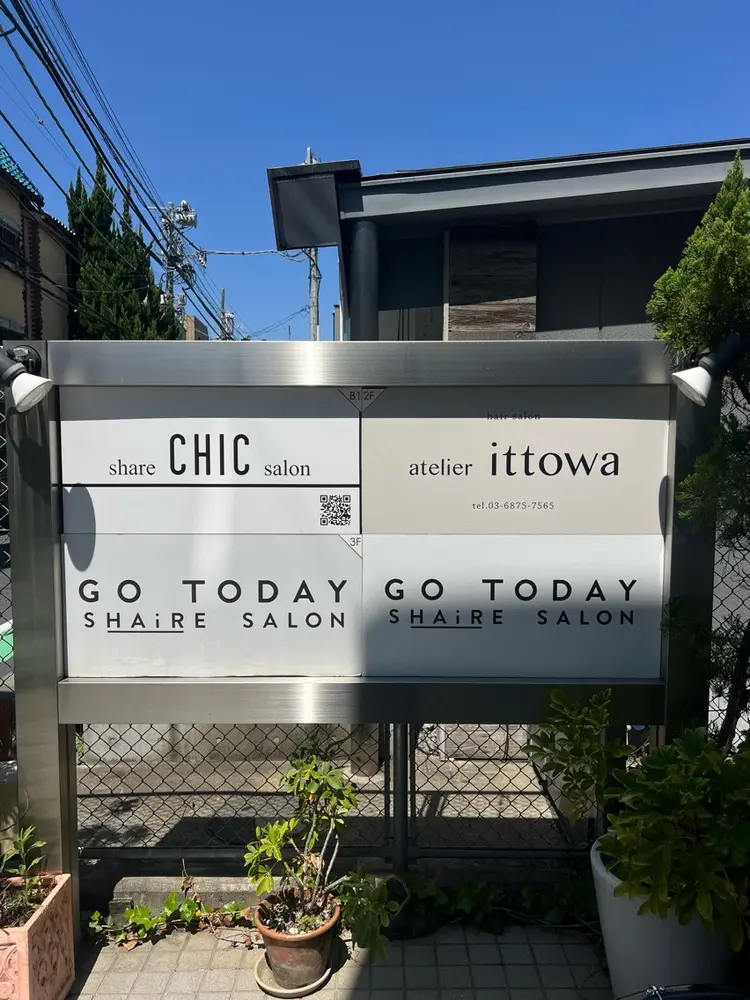 B1
share CHIC salon
2F
hair salon
atelier ittowa
tel.03-6875-7565
3F
GO TODAY
SHAiRE SALON
GO TODAY
SHAiRE SALON